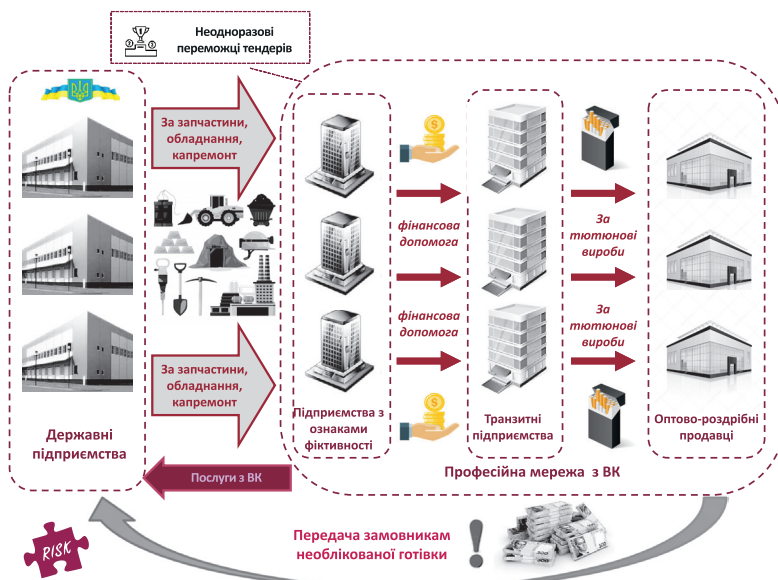 Неодноразові
переможці тендерів
За запчастини,
обладнання,
капремонт
фінансова
допомога
За
тютюнові
вироби
фінансова
допомога
За
тютюнові
вироби
За запчастини,
обладнання,
капремонт
Державні
підприємства
Підприємства з
ознаками
фіктивності
Транзитні
підприємства
Оптово-роздрібні
продавці
Послуги з ВК
Професійна мережа з ВК
Передача замовникам
необлікованої готівки
RISK